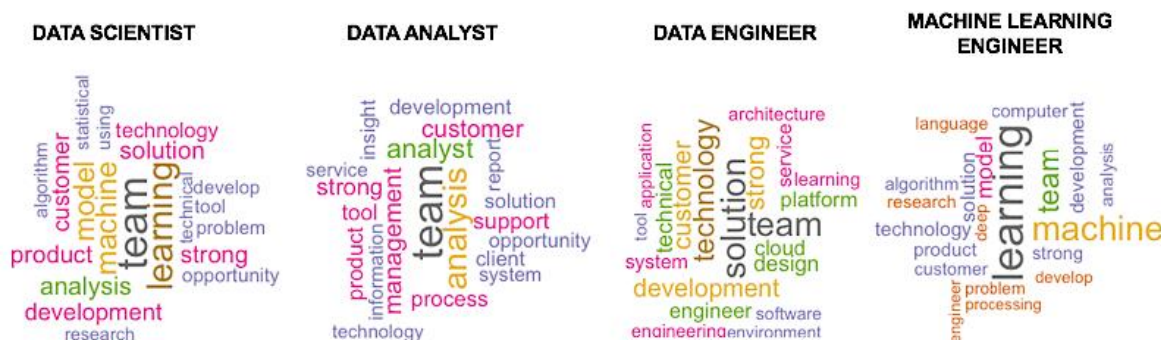 DATA SCIENTIST
DATA ANALYST
DATA ENGINEER
MACHINE LEARNING
ENGINEER
statistical
using
customer
algorithm
technology
solution
model
machine
team
learning
technical
develop
tool
problem
product
strong
opportunity
analysis
development
research
insight
development
customer
analyst
report
service
strong
tool
product
information
management
team
analysis
solution
support
opportunity
client
system
process
technology
architecture
application
technology
customer
technical
tool
solution
strong
service
learning
platform
team
cloud
design
system
development
engineer
software
engineering
environment
computer
language
learning
model
solution
algorithm
research
deep
team
development
analysis
technology
machine
product
strong
customer
develop
problem
processing
engineer